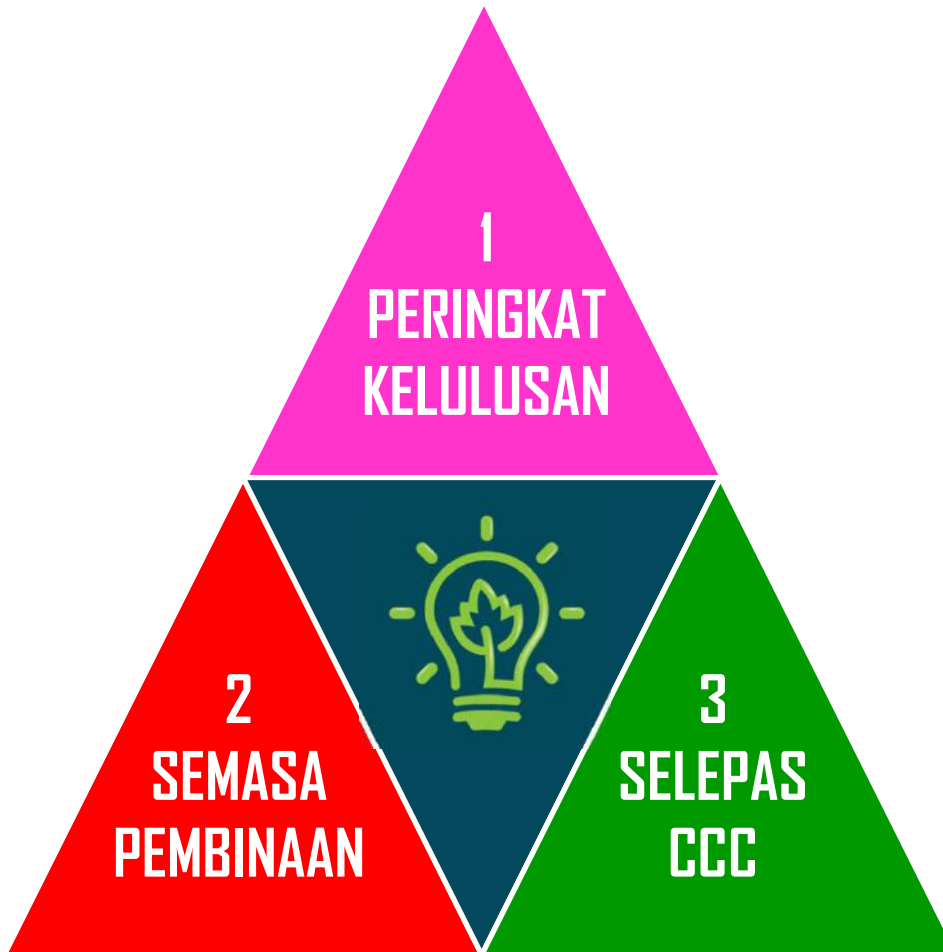 1
PERINGKAT
KELULUSAN
2
SEMASA
PEMBINAAN
3
SELEPAS
CCC